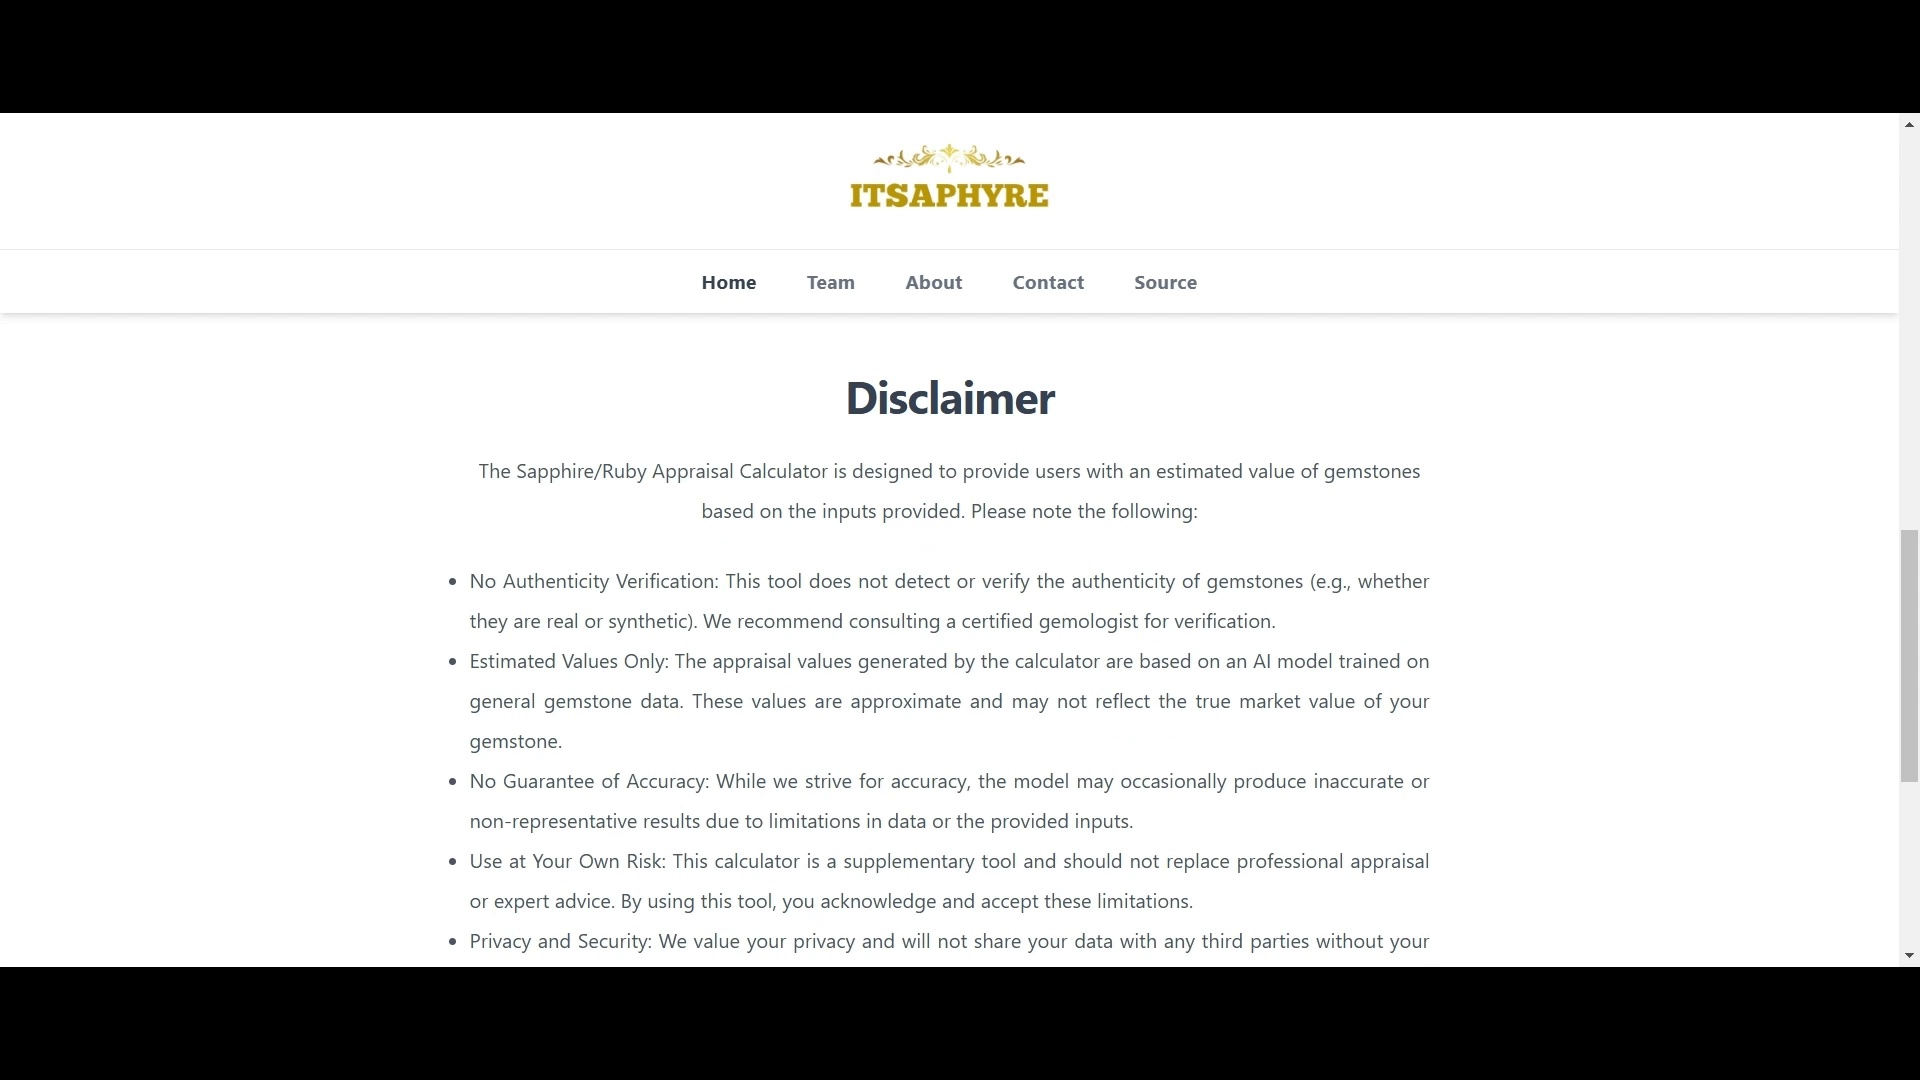 ITSAPHYRE
Home Team About Contact Source
Disclaimer
The Sapphire/Ruby Appraisal Calculator is designed to provide users with an estimated value of gemstones
based on the inputs provided. Please note the following:
• No Authenticity Verification: This tool does not detect or verify the authenticity of gemstones (e.g., whether
they are real or synthetic). We recommend consulting a certified gemologist for verification.
• Estimated Values Only: The appraisal values generated by the calculator are based on an AI model trained on
general gemstone data. These values are approximate and may not reflect the true market value of your
gemstone.
• No Guarantee of Accuracy: While we strive for accuracy, the model may occasionally produce inaccurate or
non-representative results due to limitations in data or the provided inputs.
• Use at Your Own Risk: This calculator is a supplementary tool and should not replace professional appraisal
or expert advice. By using this tool, you acknowledge and accept these limitations.
• Privacy and Security: We value your privacy and will not share your data with any third parties without your